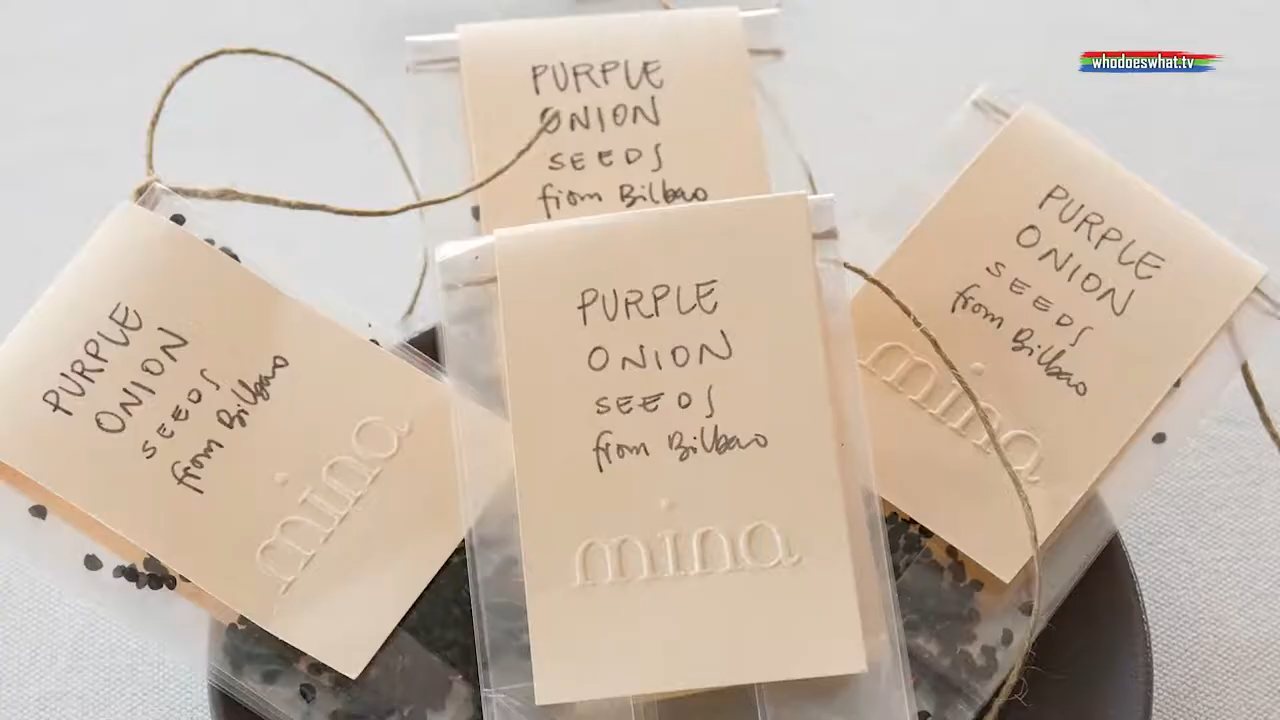 whodoeswhat.tv
PURPLE
ONION
SEEDS
from Bilbao
PURPLE
ONION
SEEDS
from Bilbao
mina
PURPLE
ONION
SEEDS
from Bilbao
mina
PURPLE
ONION
SEEDS
from Bilbao
mina